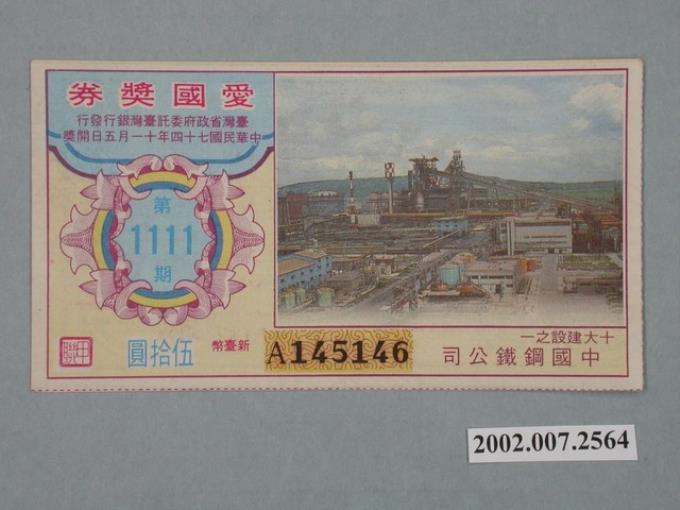 愛國獎券
臺灣省政府委託臺灣銀行發行
中華民國七十四年十一月五日開獎
第
1111
期
新臺幣 伍拾圓
A145146
十大建設之一
中國鋼鐵公司
2002.007.2564